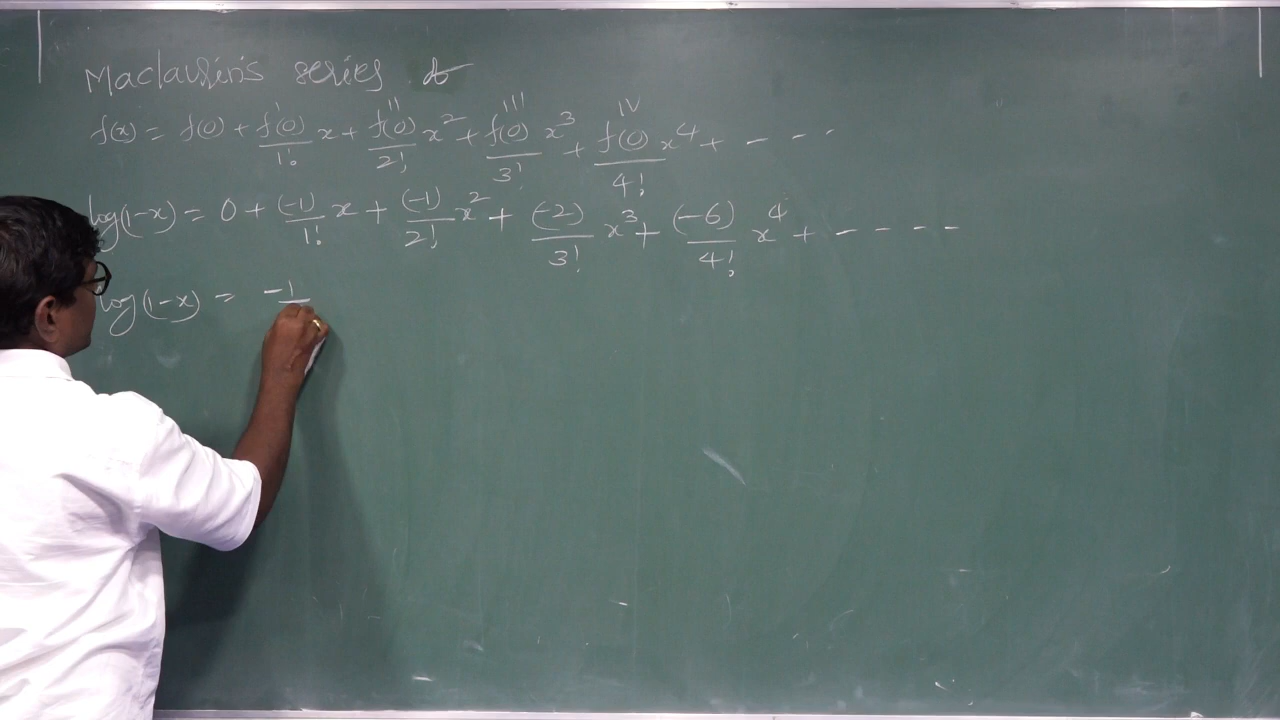 Maclaurin's series
f(x) = f(0) + f'(0)/1! x + f''(0)/2! x² + f'''(0)/3! x³ + f^IV(0)/4! x⁴ + - - -
log(1-x) = 0 + (-1)/1! x + (-1)/2! x² + (-2)/3! x³ + (-6)/4! x⁴ + - - - -
log(1-x) = -1